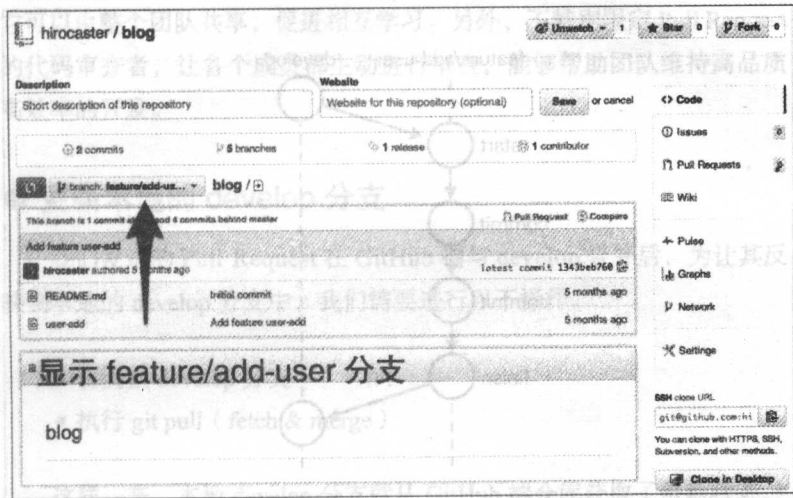 hirocaster / blog
Unwatch 1 Star 0 Fork 0
Description
Website
Short description of this repository
Website for this repository (optional)
Save or cancel
2 commits 5 branches 1 release 1 contributor
branch: feature/add-us... blog /
This branch is 1 commit and 4 commits behind master
Pull Request Compare
Add feature user-add
hirocaster authored 5 months ago
latest commit 1343beb760
README.md Initial commit 5 months ago
user-add Add feature user-add 5 months ago
显示 feature/add-user 分支
blog
Code
Issues 0
Pull Requests
Wiki
Pulse
Graphs
Network
Settings
SSH clone URL
git@github.com:hi
You can clone with HTTPS, SSH,
Subversion, and other methods.
Clone in Desktop
执行 git pull（fetch & merge）